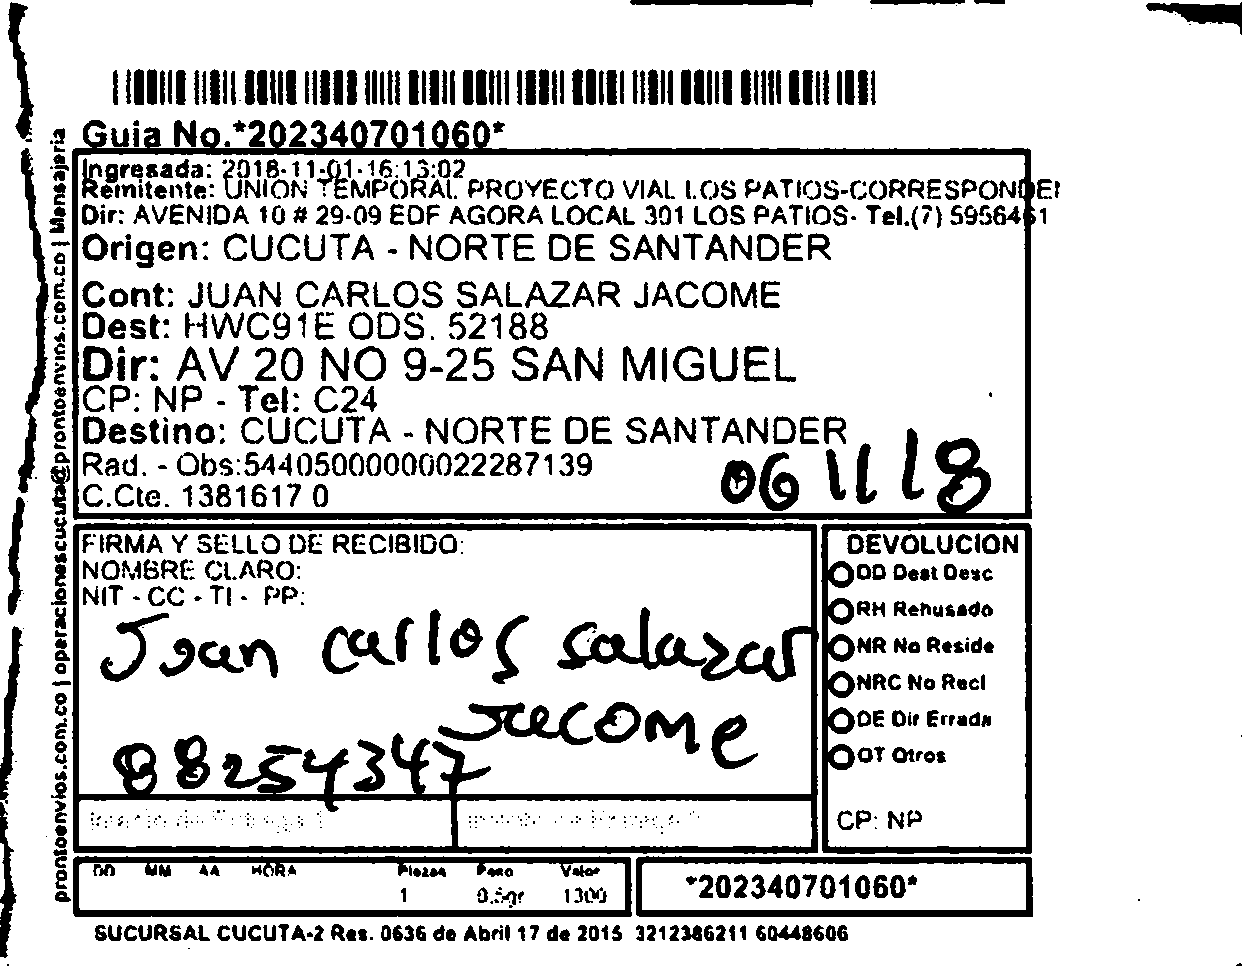 Guia No.*202340701060*
Ingresada: 2018-11-01-16:13:02
Remitente: UNION TEMPORAL PROYECTO VIAL LOS PATIOS-CORRESPONDEN
Dir: AVENIDA 10 # 29-09 EDF AGORA LOCAL 301 LOS PATIOS- Tel.(7) 5956461
Origen: CUCUTA - NORTE DE SANTANDER
Cont: JUAN CARLOS SALAZAR JACOME
Dest: HWC91E ODS. 52188
Dir: AV 20 NO 9-25 SAN MIGUEL
CP: NP - Tel: C24
Destino: CUCUTA - NORTE DE SANTANDER
Rad. - Obs:54405000000022287139
C.Cte. 1381617 0
06 11 18
prontoenvios.com.co | operacionescucuta@prontoenvios.com.co | Mensajeria
FIRMA Y SELLO DE RECIBIDO:
NOMBRE CLARO:
NIT - CC - TI - PP:
Juan carlos salazar
Jacome
88254347
DEVOLUCION
DD Dest Desc
RH Rehusado
NR No Reside
NRC No Recl
DE Dir Errada
OT Otros
CP: NP
DD MM AA HORA Piezas Peso Valor
1 0.5gr 1300
*202340701060*
SUCURSAL CUCUTA-2 Res. 0636 de Abril 17 de 2015 3212386211 60448606